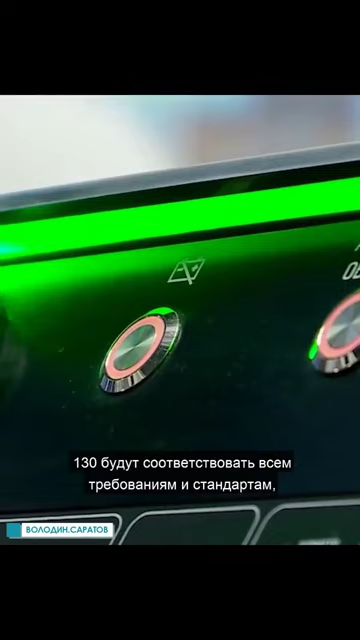 130 будут соответствовать всем
требованиям и стандартам,
ВОЛОДИН.САРАТОВ